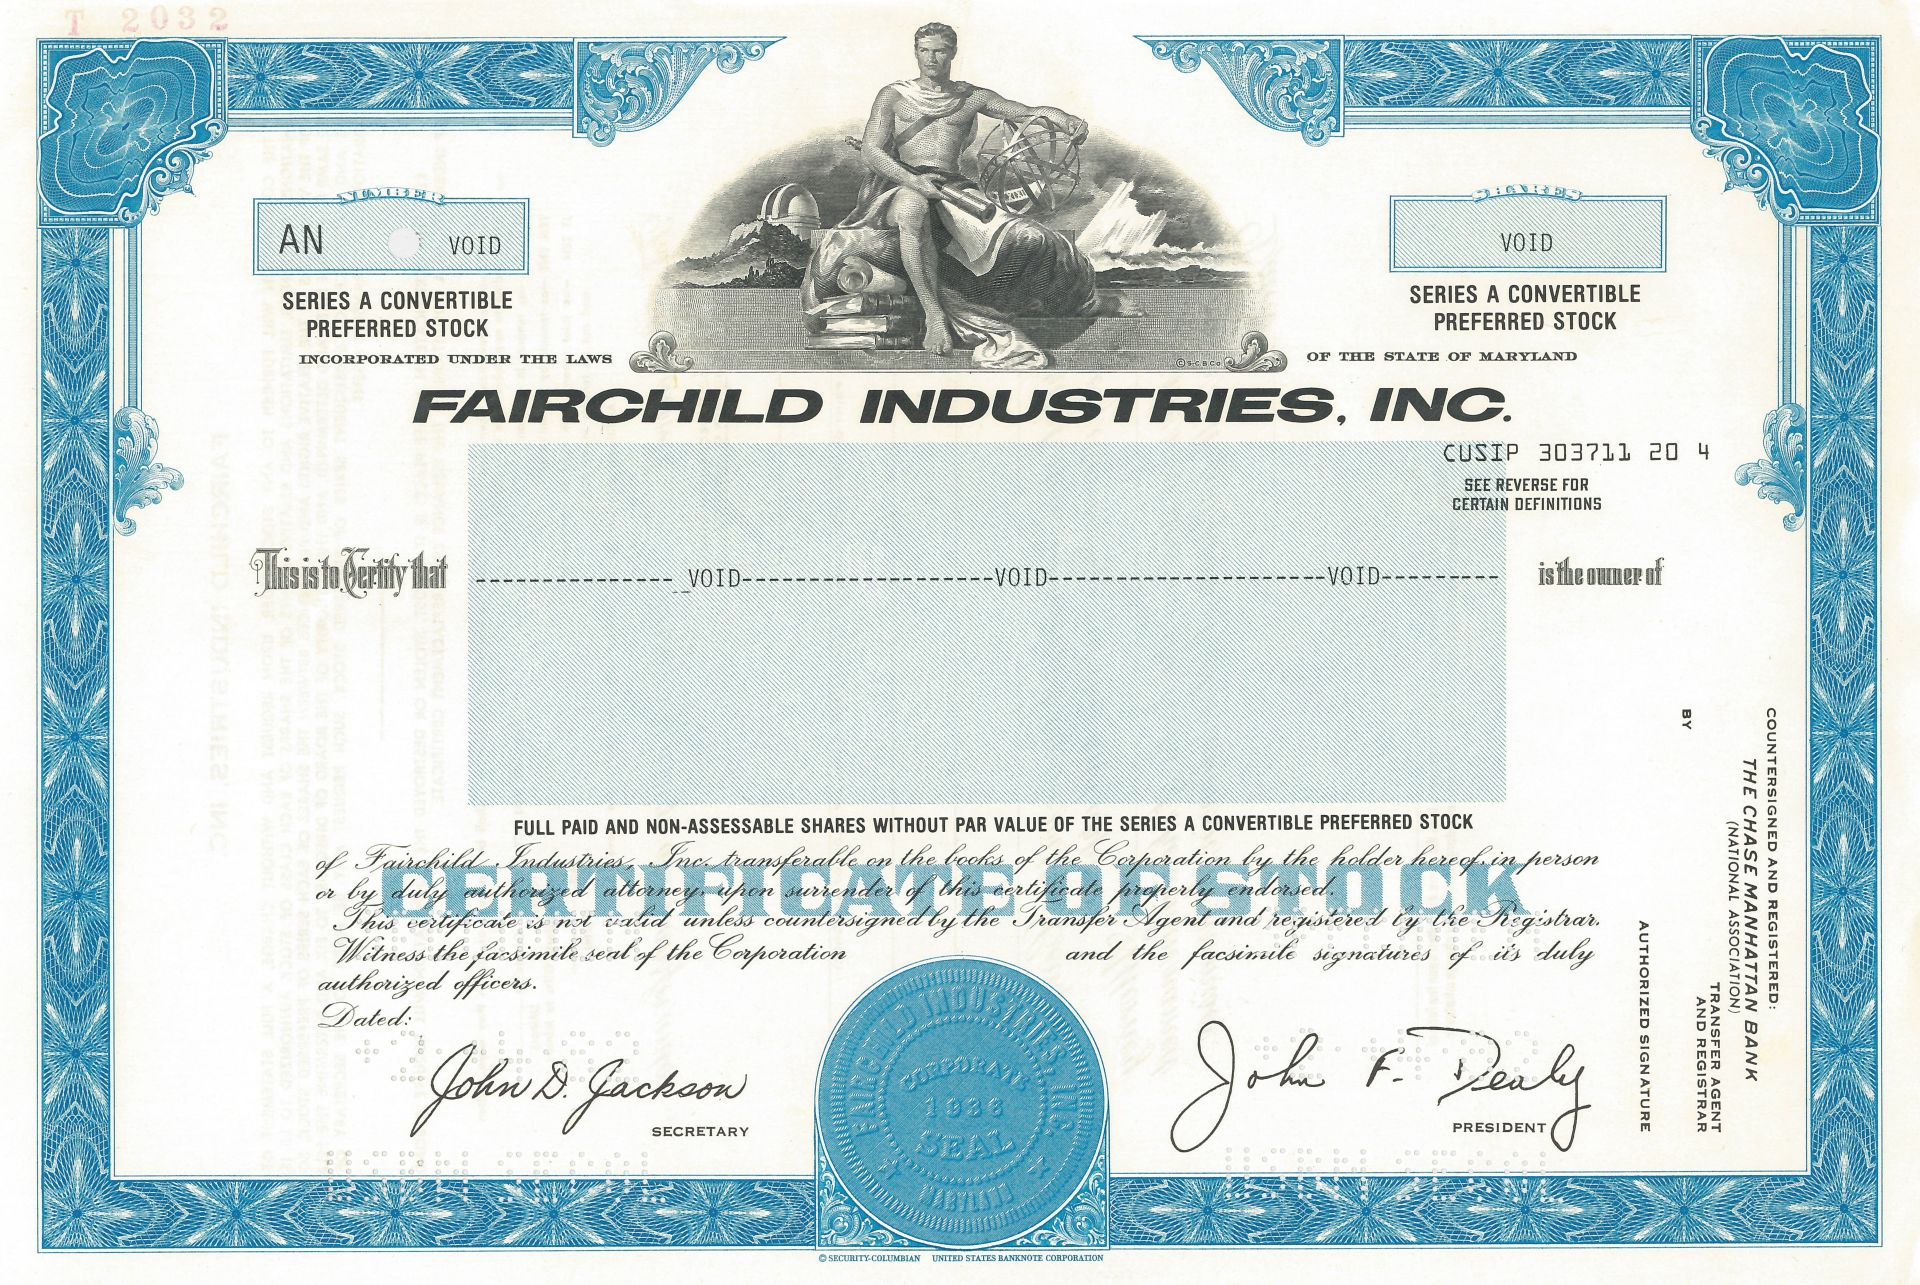 T 2032
NUMBER
SHARES
AN VOID
VOID
SERIES A CONVERTIBLE
PREFERRED STOCK
SERIES A CONVERTIBLE
PREFERRED STOCK
INCORPORATED UNDER THE LAWS
OF THE STATE OF MARYLAND
© S-C B Co
FAIRCHILD INDUSTRIES, INC.
CUSIP 303711 20 4
SEE REVERSE FOR
CERTAIN DEFINITIONS
This is to Certify that
VOID VOID VOID
is the owner of
FULL PAID AND NON-ASSESSABLE SHARES WITHOUT PAR VALUE OF THE SERIES A CONVERTIBLE PREFERRED STOCK
CERTIFICATE OF STOCK
of Fairchild Industries, Inc. transferable on the books of the Corporation by the holder hereof, in person
or by duly authorized attorney, upon surrender of this certificate properly endorsed.
This certificate is not valid unless countersigned by the Transfer Agent and registered by the Registrar.
Witness the facsimile seal of the Corporation and the facsimile signatures of its duly
authorized officers.
Dated:
John D. Jackson
SECRETARY
FAIRCHILD INDUSTRIES, INC.
CORPORATE
1936
SEAL
MARYLAND
John F. Dealy
PRESIDENT
COUNTERSIGNED AND REGISTERED:
THE CHASE MANHATTAN BANK
(NATIONAL ASSOCIATION)
TRANSFER AGENT
AND REGISTRAR
BY
AUTHORIZED SIGNATURE
© SECURITY-COLUMBIAN UNITED STATES BANKNOTE CORPORATION